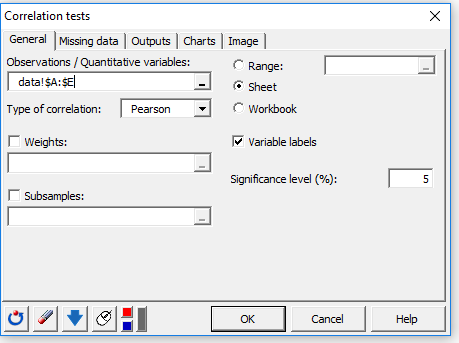 Correlation tests
General Missing data Outputs Charts Image
Observations / Quantitative variables:
data!$A:$E
Type of correlation: Pearson
Weights:
Subsamples:
Range:
Sheet
Workbook
Variable labels
Significance level (%): 5
OK Cancel Help